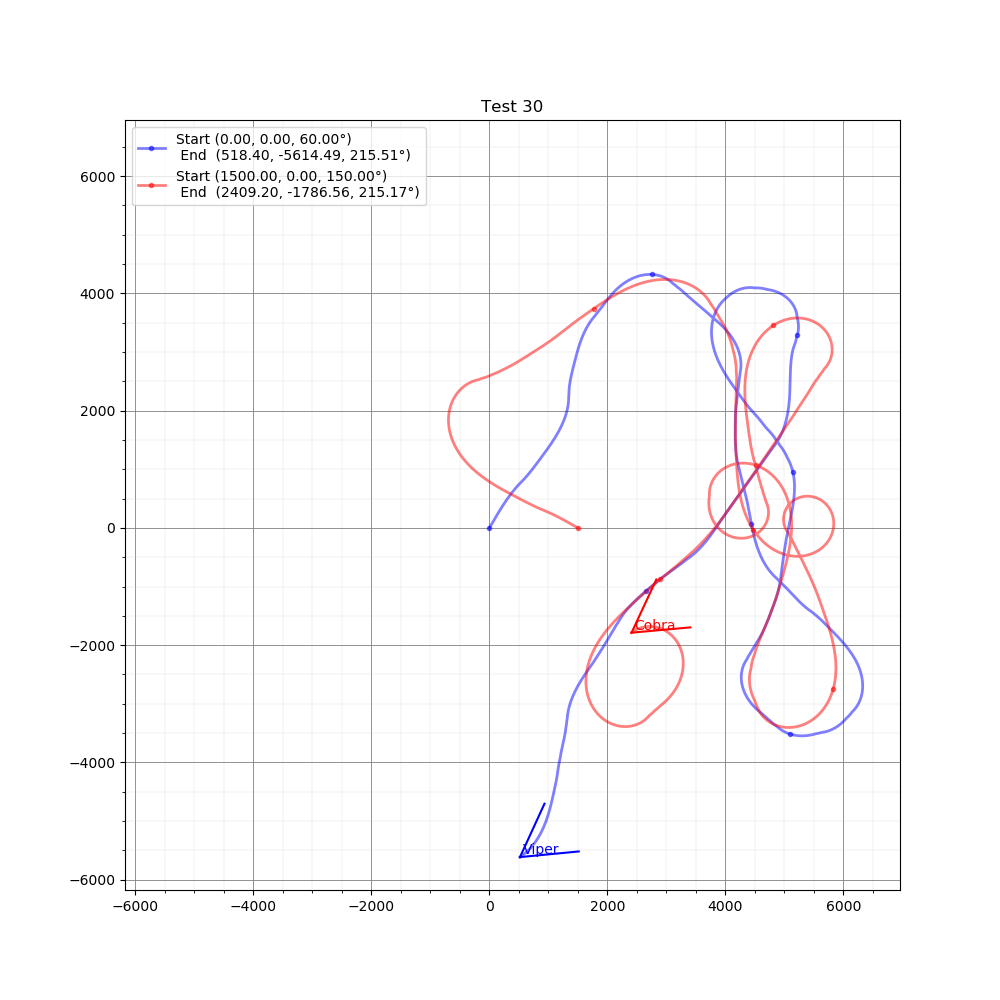 Test 30
Start (0.00, 0.00, 60.00°)
End (518.40, -5614.49, 215.51°)
Start (1500.00, 0.00, 150.00°)
End (2409.20, -1786.56, 215.17°)
6000
4000
2000
0
−2000
−4000
−6000
Cobra
Viper
−6000 −4000 −2000 0 2000 4000 6000